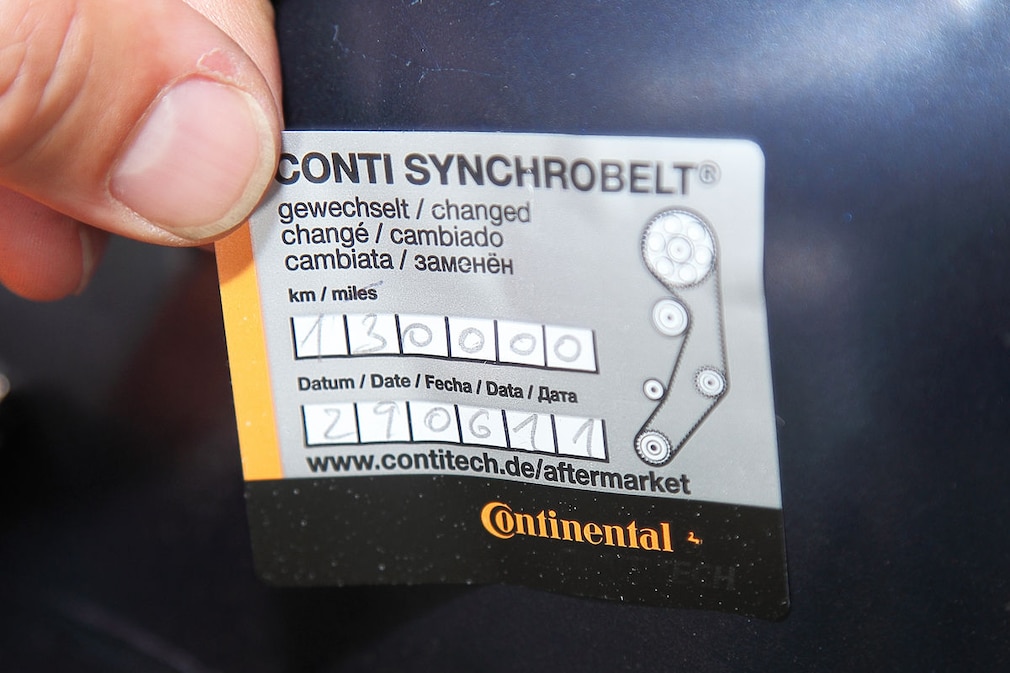 CONTI SYNCHROBELT®
gewechselt / changed
changé / cambiado
cambiata / заменён
km / miles
130000
Datum / Date / Fecha / Data / Дата
290611
www.contitech.de/aftermarket
Continental